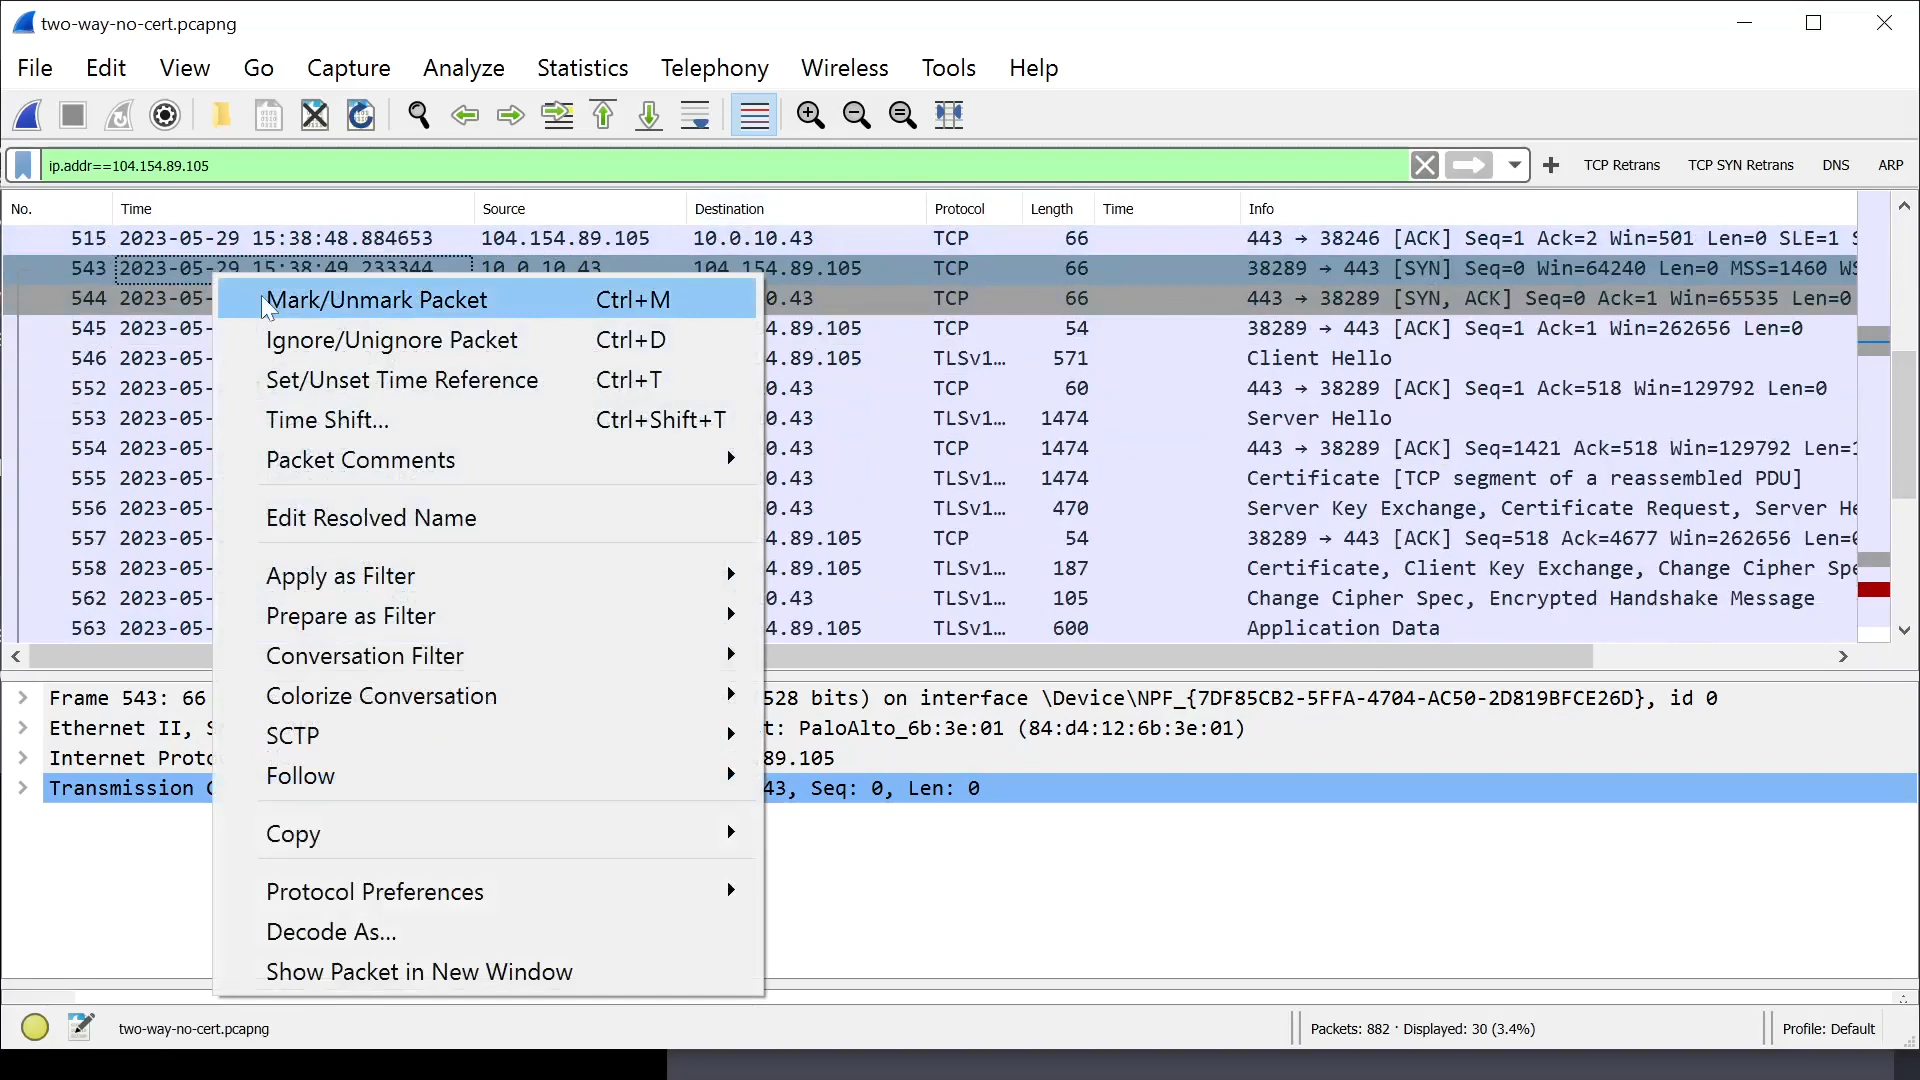 two-way-no-cert.pcapng
File Edit View Go Capture Analyze Statistics Telephony Wireless Tools Help
ip.addr==104.154.89.105 TCP Retrans TCP SYN Retrans DNS ARP
No. Time Source Destination Protocol Length Time Info
515 2023-05-29 15:38:48.884653 104.154.89.105 10.0.10.43 TCP 66 443 → 38246 [ACK] Seq=1 Ack=2 Win=501 Len=0 SLE=1
543 2023-05-29 15:38:49.233344 10.0.10.43 104.154.89.105 TCP 66 38289 → 443 [SYN] Seq=0 Win=64240 Len=0 MSS=1460
544 2023-05- 0.43 TCP 66 443 → 38289 [SYN, ACK] Seq=0 Ack=1 Win=65535 Len=0
545 2023-05- 4.89.105 TCP 54 38289 → 443 [ACK] Seq=1 Ack=1 Win=262656 Len=0
546 2023-05- 4.89.105 TLSv1… 571 Client Hello
552 2023-05- 0.43 TCP 60 443 → 38289 [ACK] Seq=1 Ack=518 Win=129792 Len=0
553 2023-05- 0.43 TLSv1… 1474 Server Hello
554 2023-05- 0.43 TCP 1474 443 → 38289 [ACK] Seq=1421 Ack=518 Win=129792 Len=
555 2023-05- 0.43 TLSv1… 1474 Certificate [TCP segment of a reassembled PDU]
556 2023-05- 0.43 TLSv1… 470 Server Key Exchange, Certificate Request, Server
557 2023-05- 4.89.105 TCP 54 38289 → 443 [ACK] Seq=518 Ack=4677 Win=262656 Len=
558 2023-05- 4.89.105 TLSv1… 187 Certificate, Client Key Exchange, Change Cipher
562 2023-05- 0.43 TLSv1… 105 Change Cipher Spec, Encrypted Handshake Message
563 2023-05- 4.89.105 TLSv1… 600 Application Data
Mark/Unmark Packet Ctrl+M
Ignore/Unignore Packet Ctrl+D
Set/Unset Time Reference Ctrl+T
Time Shift... Ctrl+Shift+T
Packet Comments
Edit Resolved Name
Apply as Filter
Prepare as Filter
Conversation Filter
Colorize Conversation
SCTP
Follow
Copy
Protocol Preferences
Decode As...
Show Packet in New Window
Frame 543: 66 528 bits) on interface \Device\NPF_{7DF85CB2-5FFA-4704-AC50-2D819BFCE26D}, id 0
Ethernet II, t: PaloAlto_6b:3e:01 (84:d4:12:6b:3e:01)
Internet Proto 89.105
Transmission 43, Seq: 0, Len: 0
two-way-no-cert.pcapng Packets: 882 · Displayed: 30 (3.4%) Profile: Default